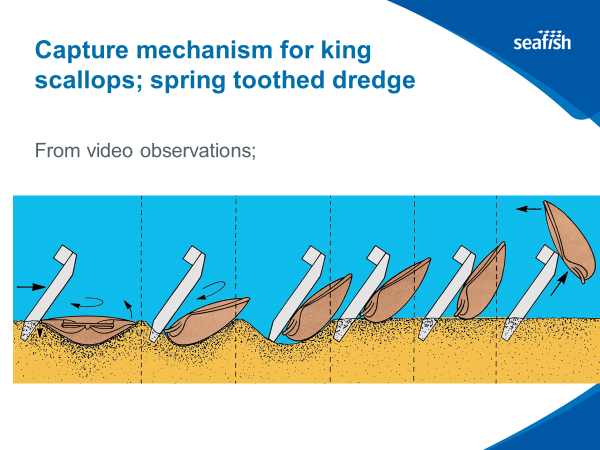 seafish
Capture mechanism for king
scallops; spring toothed dredge
From video observations;